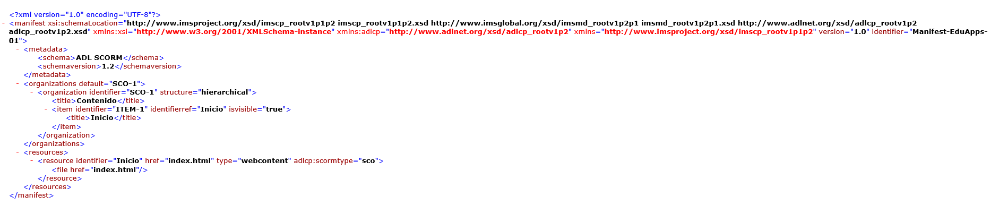 <?xml version="1.0" encoding="UTF-8"?>
- <manifest xsi:schemaLocation="http://www.imsproject.org/xsd/imscp_rootv1p1p2 imscp_rootv1p1p2.xsd http://www.imsglobal.org/xsd/imsmd_rootv1p2p1 imsmd_rootv1p2p1.xsd http://www.adlnet.org/xsd/adlcp_rootv1p2
adlcp_rootv1p2.xsd" xmlns:xsi="http://www.w3.org/2001/XMLSchema-instance" xmlns:adlcp="http://www.adlnet.org/xsd/adlcp_rootv1p2" xmlns="http://www.imsproject.org/xsd/imscp_rootv1p1p2" version="1.0" identifier="Manifest-EduApps-
01">
- <metadata>
<schema>ADL SCORM</schema>
<schemaversion>1.2</schemaversion>
</metadata>
- <organizations default="SCO-1">
- <organization identifier="SCO-1" structure="hierarchical">
<title>Contenido</title>
- <item identifier="ITEM-1" identifierref="Inicio" isvisible="true">
<title>Inicio</title>
</item>
</organization>
</organizations>
- <resources>
- <resource identifier="Inicio" href="index.html" type="webcontent" adlcp:scormtype="sco">
<file href="index.html"/>
</resource>
</resources>
</manifest>